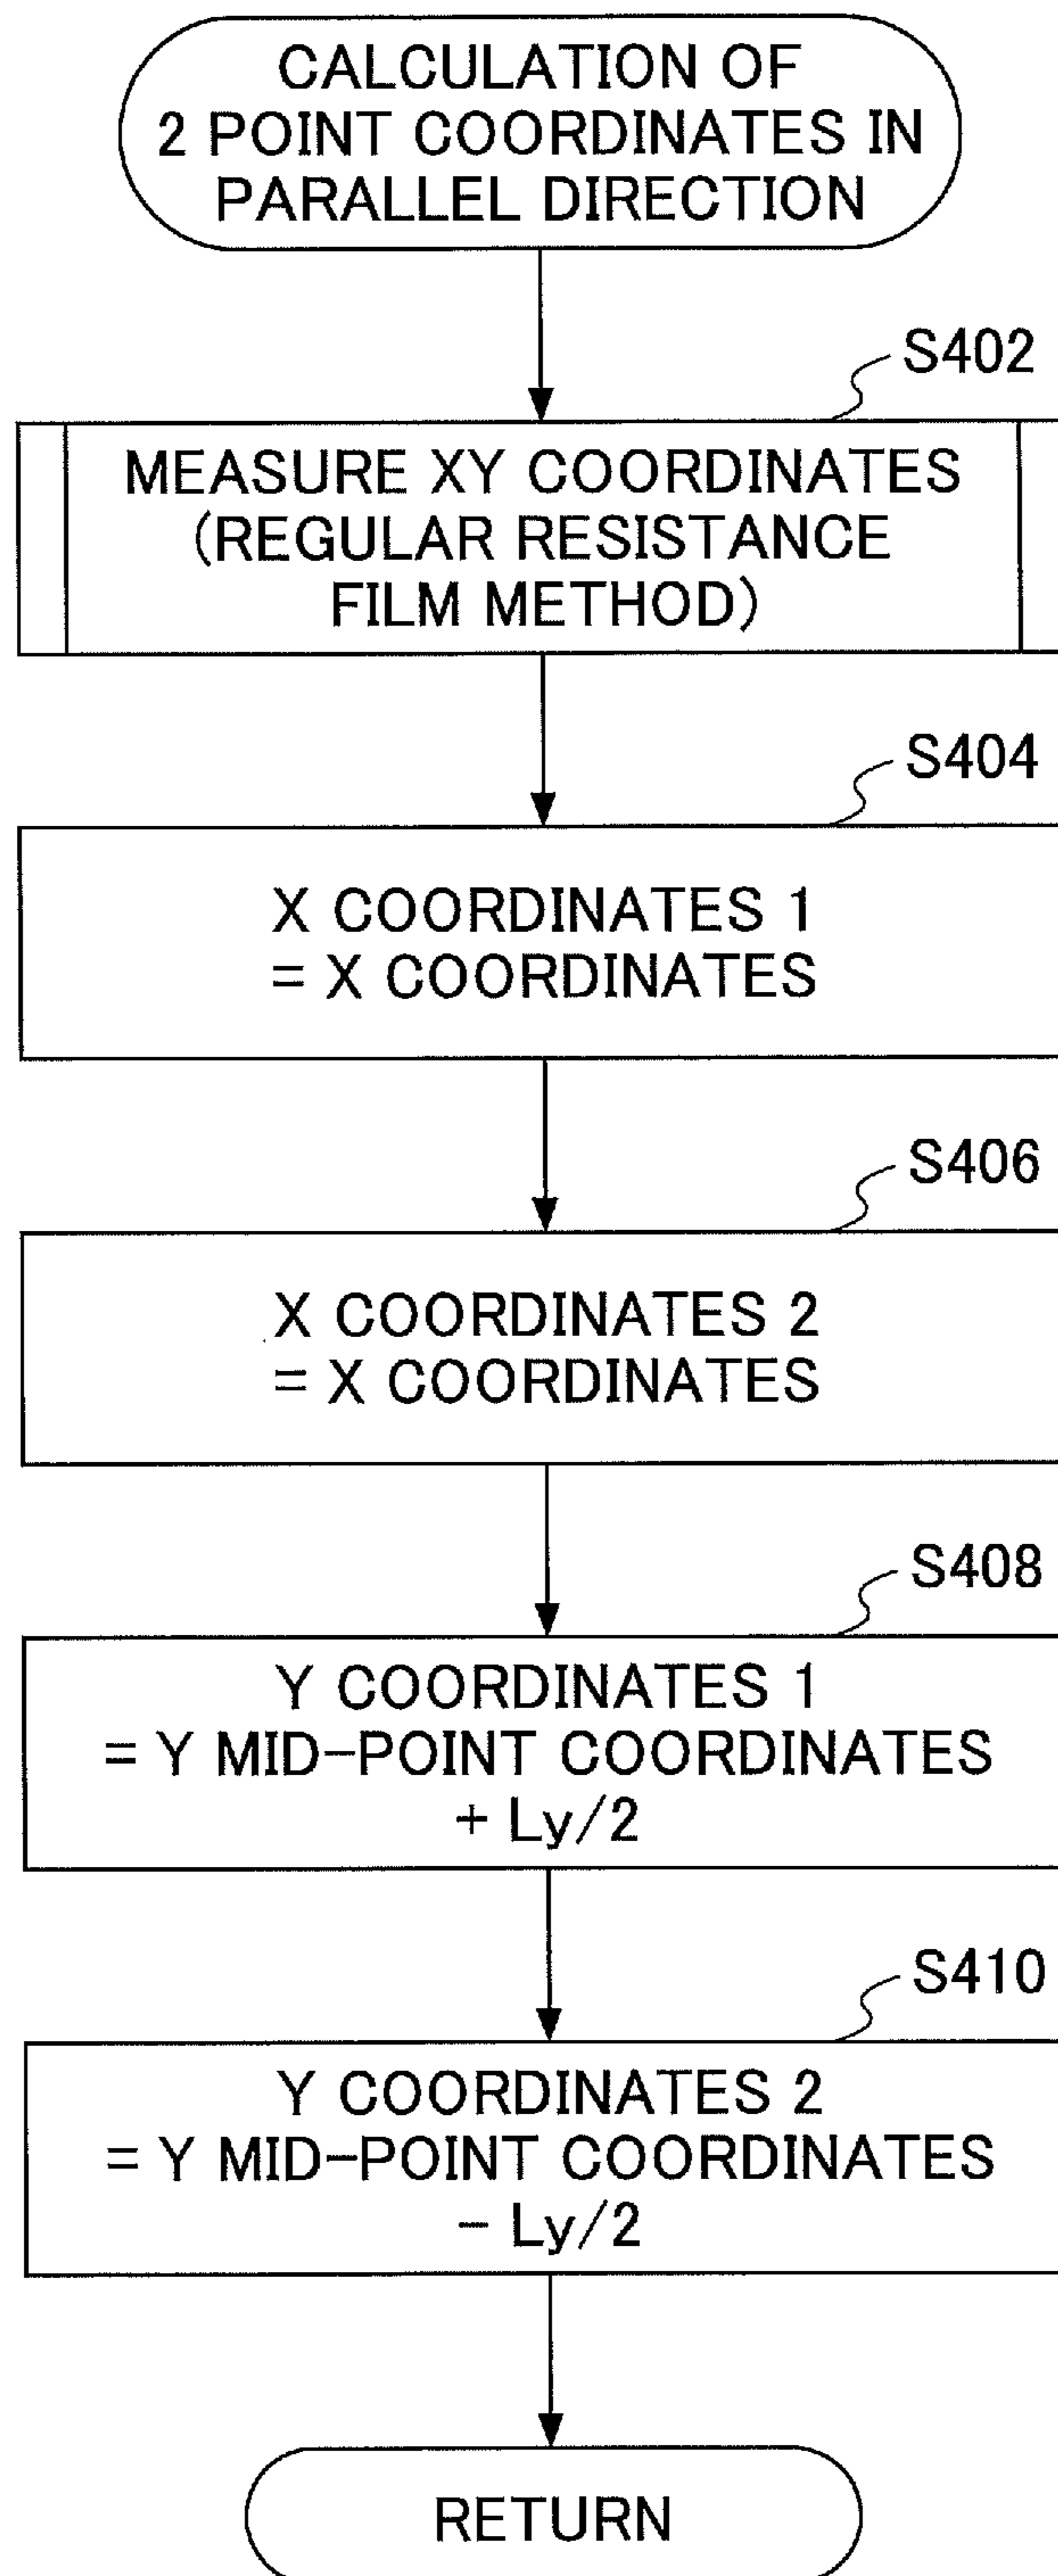 CALCULATION OF
2 POINT COORDINATES IN
PARALLEL DIRECTION
S402
MEASURE XY COORDINATES
(REGULAR RESISTANCE
FILM METHOD)
S404
X COORDINATES 1
= X COORDINATES
S406
X COORDINATES 2
= X COORDINATES
S408
Y COORDINATES 1
= Y MID-POINT COORDINATES
+ Ly/2
S410
Y COORDINATES 2
= Y MID-POINT COORDINATES
- Ly/2
RETURN